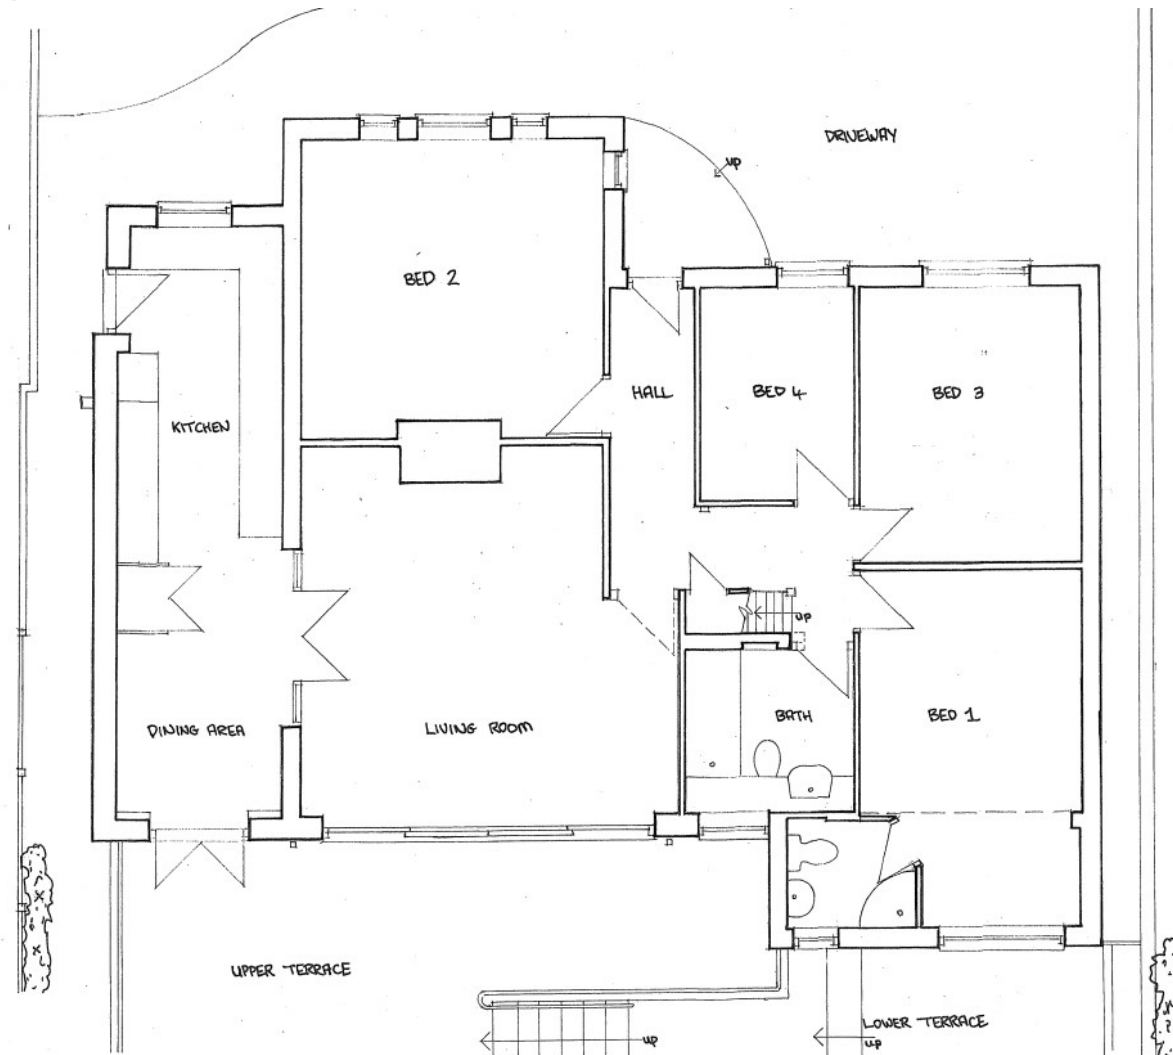 DRIVEWAY
up
BED 2
HALL
BED 4
BED 3
KITCHEN
up
BATH
BED 1
DINING AREA
LIVING ROOM
UPPER TERRACE
LOWER TERRACE
up
up